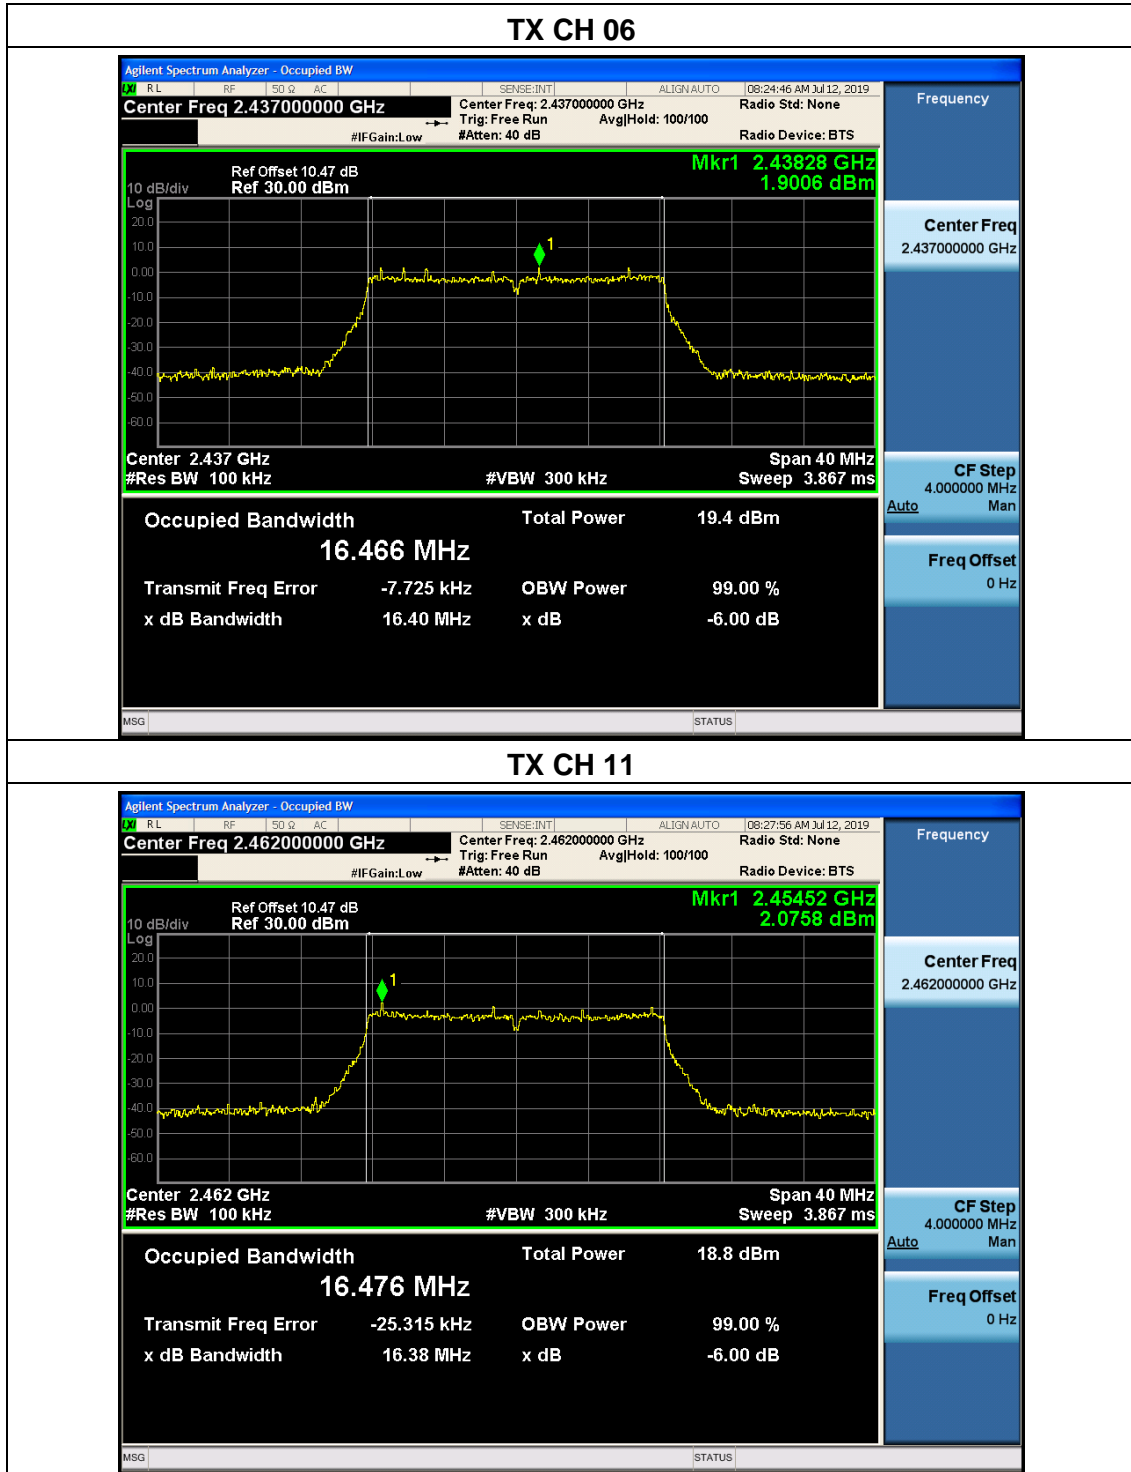 TX CH 06
Agilent Spectrum Analyzer - Occupied BW
LXI RL RF 50 Ω AC SENSE:INT ALIGN AUTO 08:24:46 AM Jul 12, 2019
Center Freq 2.437000000 GHz
Center Freq: 2.437000000 GHz Radio Std: None
Trig: Free Run Avg|Hold: 100/100
#IFGain:Low #Atten: 40 dB Radio Device: BTS
Frequency
Mkr1 2.43828 GHz
1.9006 dBm
Ref Offset 10.47 dB
10 dB/div Ref 30.00 dBm
Log
20.0
10.0
0.00
-10.0
-20.0
-30.0
-40.0
-50.0
-60.0
1
Center Freq
2.437000000 GHz
Center 2.437 GHz Span 40 MHz
#Res BW 100 kHz #VBW 300 kHz Sweep 3.867 ms
CF Step
4.000000 MHz
Auto Man
Occupied Bandwidth Total Power 19.4 dBm
16.466 MHz
Freq Offset
0 Hz
Transmit Freq Error -7.725 kHz OBW Power 99.00 %
x dB Bandwidth 16.40 MHz x dB -6.00 dB
MSG STATUS
TX CH 11
Agilent Spectrum Analyzer - Occupied BW
LXI RL RF 50 Ω AC SENSE:INT ALIGN AUTO 08:27:56 AM Jul 12, 2019
Center Freq 2.462000000 GHz
Center Freq: 2.462000000 GHz Radio Std: None
Trig: Free Run Avg|Hold: 100/100
#IFGain:Low #Atten: 40 dB Radio Device: BTS
Frequency
Mkr1 2.45452 GHz
2.0758 dBm
Ref Offset 10.47 dB
10 dB/div Ref 30.00 dBm
Log
20.0
10.0
0.00
-10.0
-20.0
-30.0
-40.0
-50.0
-60.0
1
Center Freq
2.462000000 GHz
Center 2.462 GHz Span 40 MHz
#Res BW 100 kHz #VBW 300 kHz Sweep 3.867 ms
CF Step
4.000000 MHz
Auto Man
Occupied Bandwidth Total Power 18.8 dBm
16.476 MHz
Freq Offset
0 Hz
Transmit Freq Error -25.315 kHz OBW Power 99.00 %
x dB Bandwidth 16.38 MHz x dB -6.00 dB
MSG STATUS